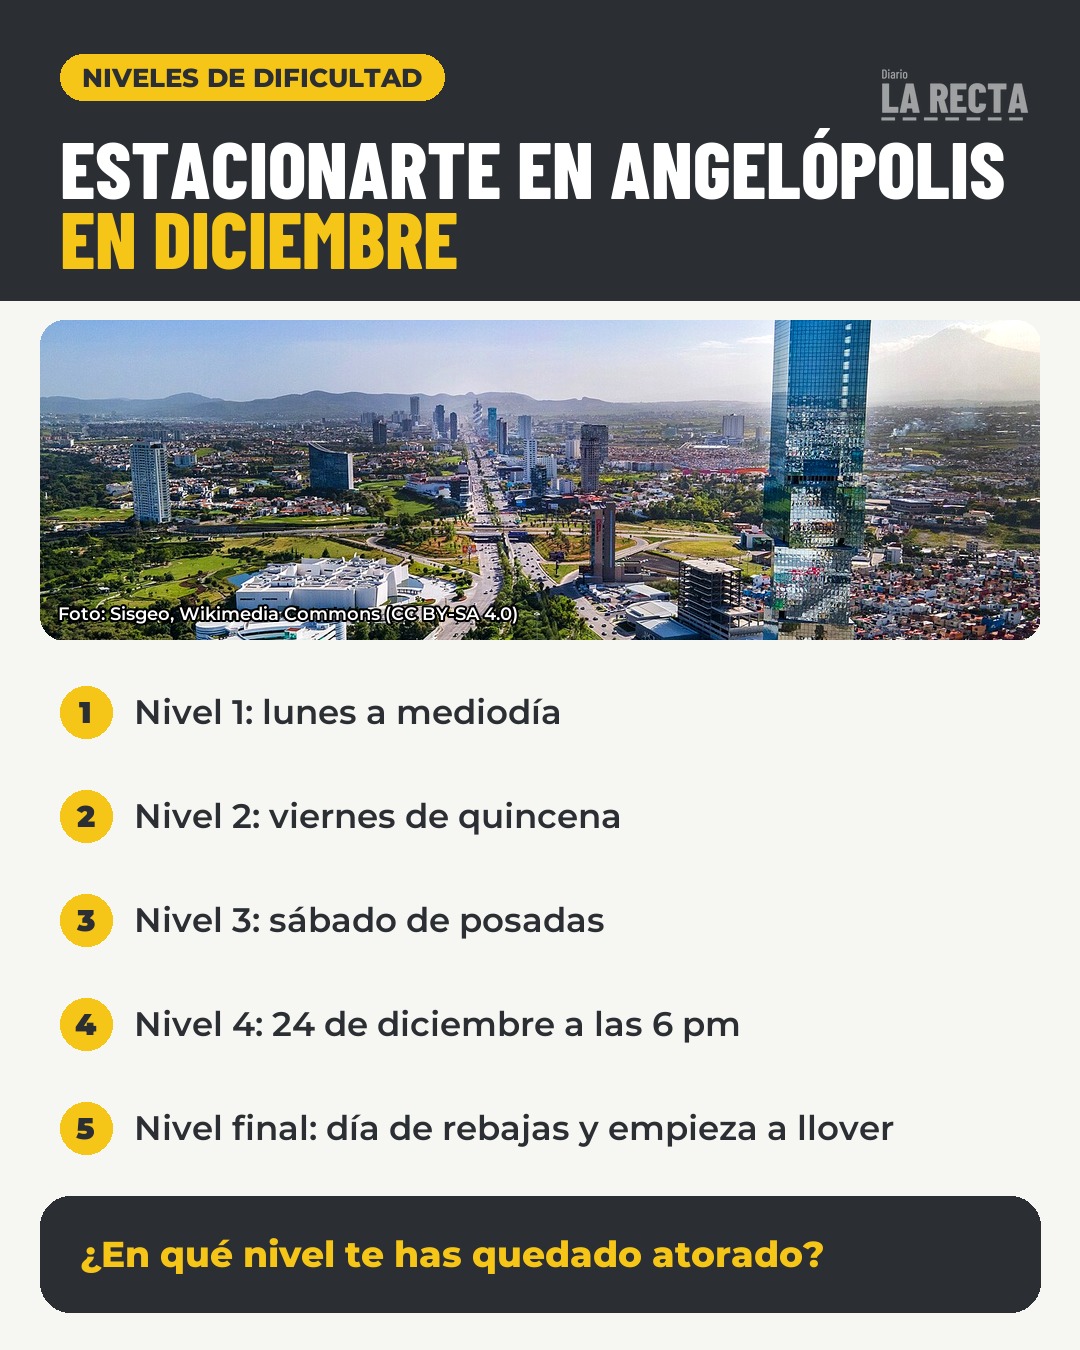 NIVELES DE DIFICULTAD
Diario
LA RECTA
ESTACIONARTE EN ANGELÓPOLIS
EN DICIEMBRE
Foto: Sisgeo, Wikimedia Commons (CC BY-SA 4.0)
1 Nivel 1: lunes a mediodía
2 Nivel 2: viernes de quincena
3 Nivel 3: sábado de posadas
4 Nivel 4: 24 de diciembre a las 6 pm
5 Nivel final: día de rebajas y empieza a llover
¿En qué nivel te has quedado atorado?